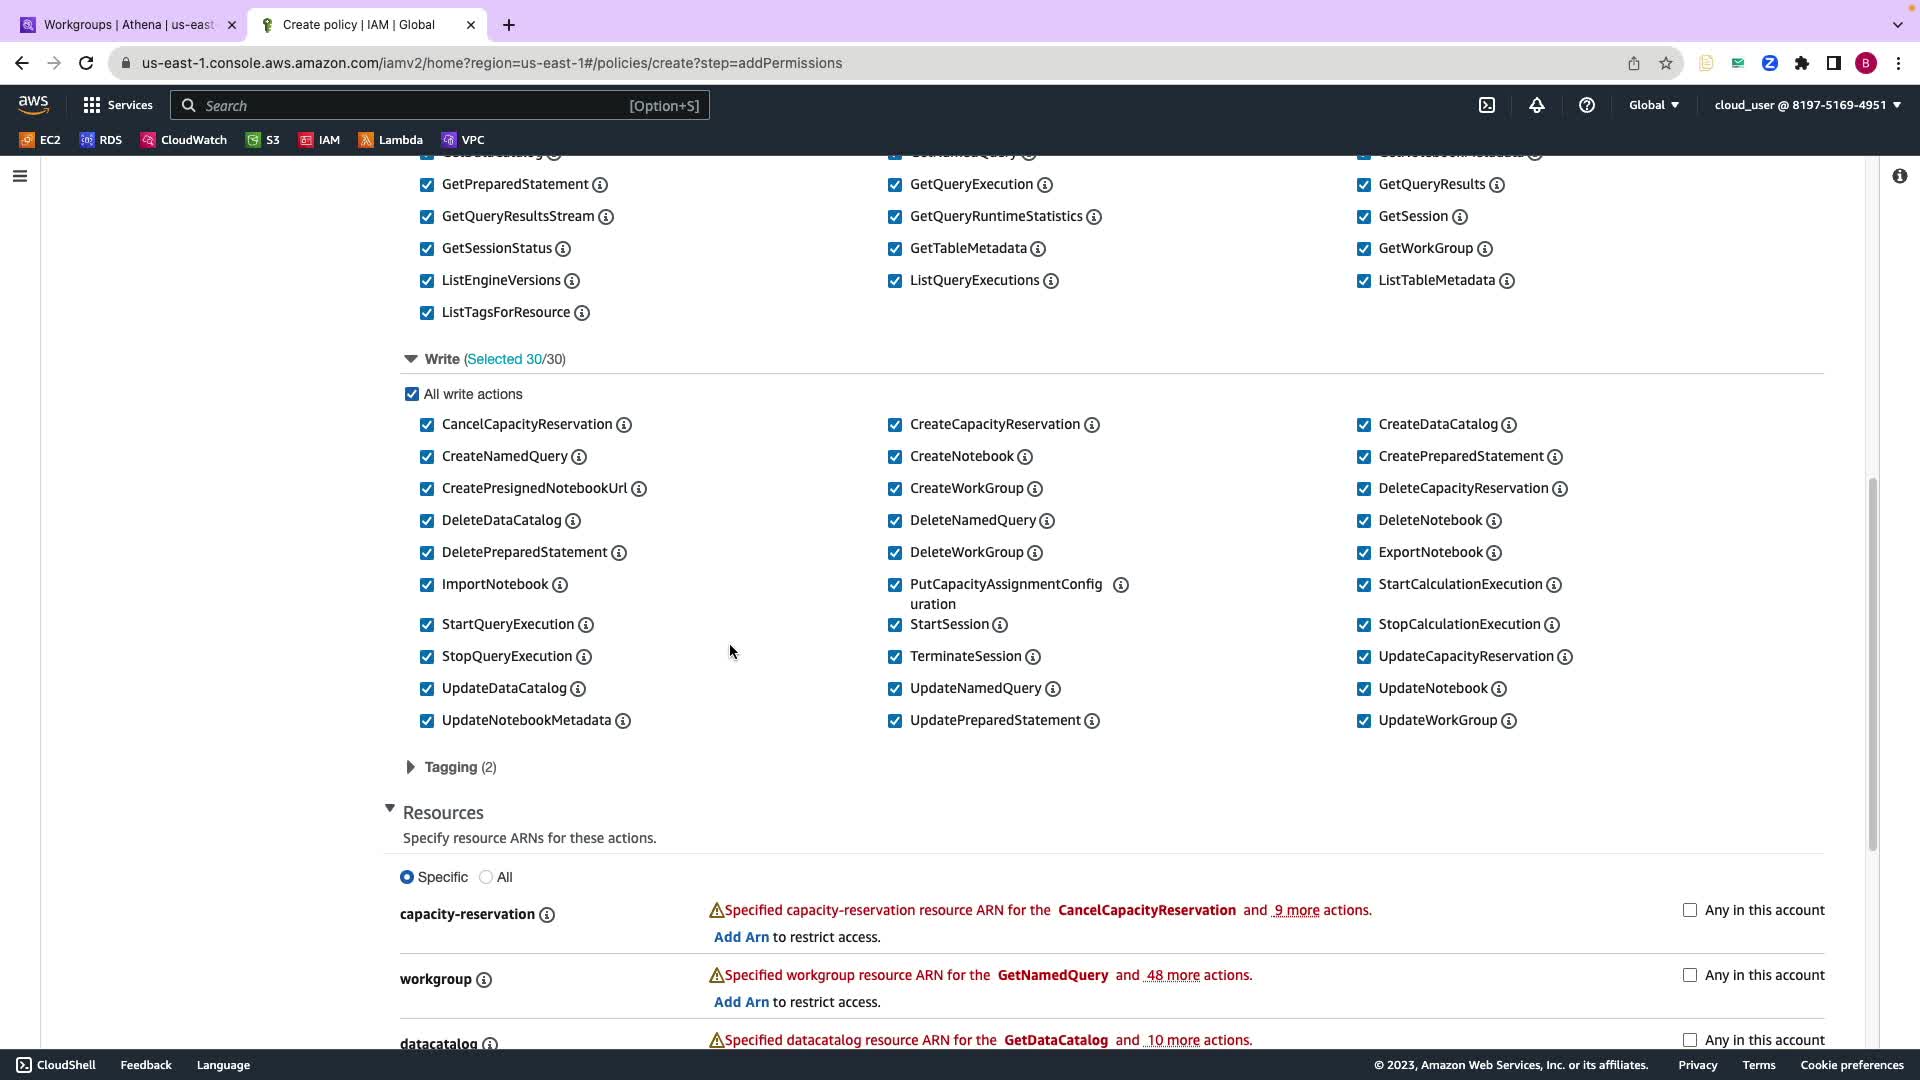 Workgroups | Athena | us-east
Create policy | IAM | Global
us-east-1.console.aws.amazon.com/iamv2/home?region=us-east-1#/policies/create?step=addPermissions
B
aws
Services
Search
[Option+S]
Global
cloud_user @ 8197-5169-4951
EC2
RDS
CloudWatch
S3
IAM
Lambda
VPC
GetDataCatalog GetNamedQuery GetNotebookMetadata
GetPreparedStatement GetQueryExecution GetQueryResults
GetQueryResultsStream GetQueryRuntimeStatistics GetSession
GetSessionStatus GetTableMetadata GetWorkGroup
ListEngineVersions ListQueryExecutions ListTableMetadata
ListTagsForResource
Write (Selected 30/30)
All write actions
CancelCapacityReservation CreateCapacityReservation CreateDataCatalog
CreateNamedQuery CreateNotebook CreatePreparedStatement
CreatePresignedNotebookUrl CreateWorkGroup DeleteCapacityReservation
DeleteDataCatalog DeleteNamedQuery DeleteNotebook
DeletePreparedStatement DeleteWorkGroup ExportNotebook
ImportNotebook PutCapacityAssignmentConfig StartCalculationExecution
uration
StartQueryExecution StartSession StopCalculationExecution
StopQueryExecution TerminateSession UpdateCapacityReservation
UpdateDataCatalog UpdateNamedQuery UpdateNotebook
UpdateNotebookMetadata UpdatePreparedStatement UpdateWorkGroup
Tagging (2)
Resources
Specify resource ARNs for these actions.
Specific All
capacity-reservation Specified capacity-reservation resource ARN for the CancelCapacityReservation and 9 more actions. Any in this account
Add Arn to restrict access.
workgroup Specified workgroup resource ARN for the GetNamedQuery and 48 more actions. Any in this account
Add Arn to restrict access.
datacatalog Specified datacatalog resource ARN for the GetDataCatalog and 10 more actions. Any in this account
CloudShell Feedback Language © 2023, Amazon Web Services, Inc. or its affiliates. Privacy Terms Cookie preferences